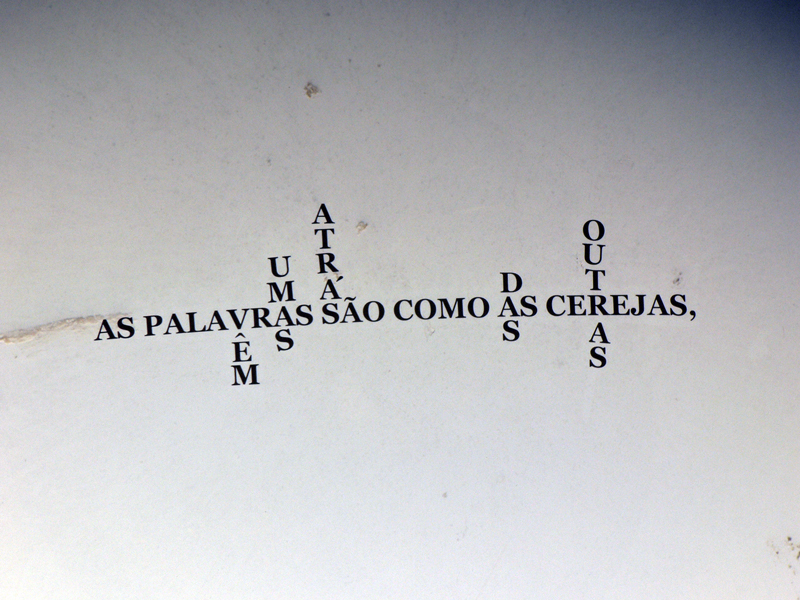 AS PALAVRAS SÃO COMO AS CEREJAS,
VÊM
UMAS
ATRÁS
DAS
OUTRAS